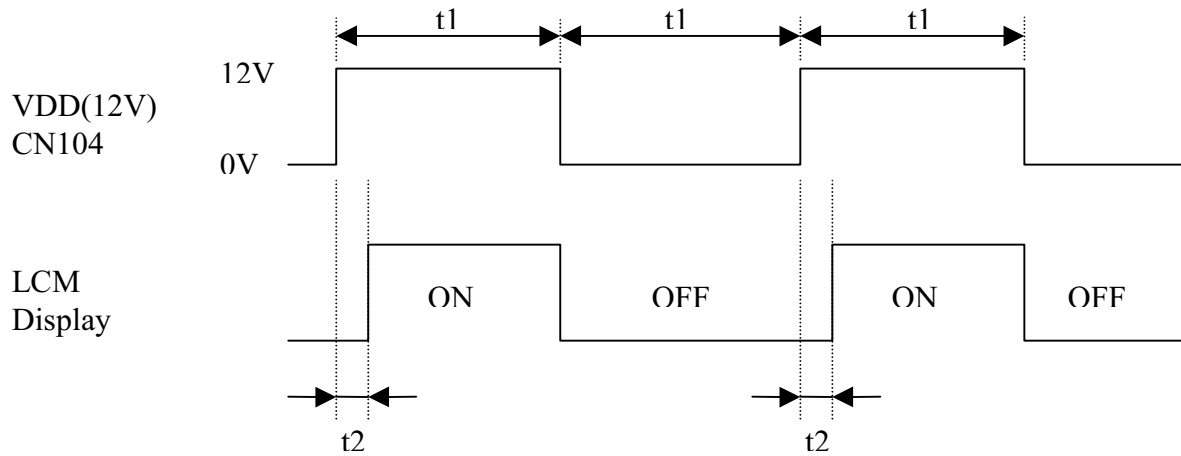 t1 t1 t1
12V
VDD(12V)
CN104
0V
LCM
Display
ON OFF ON OFF
t2 t2